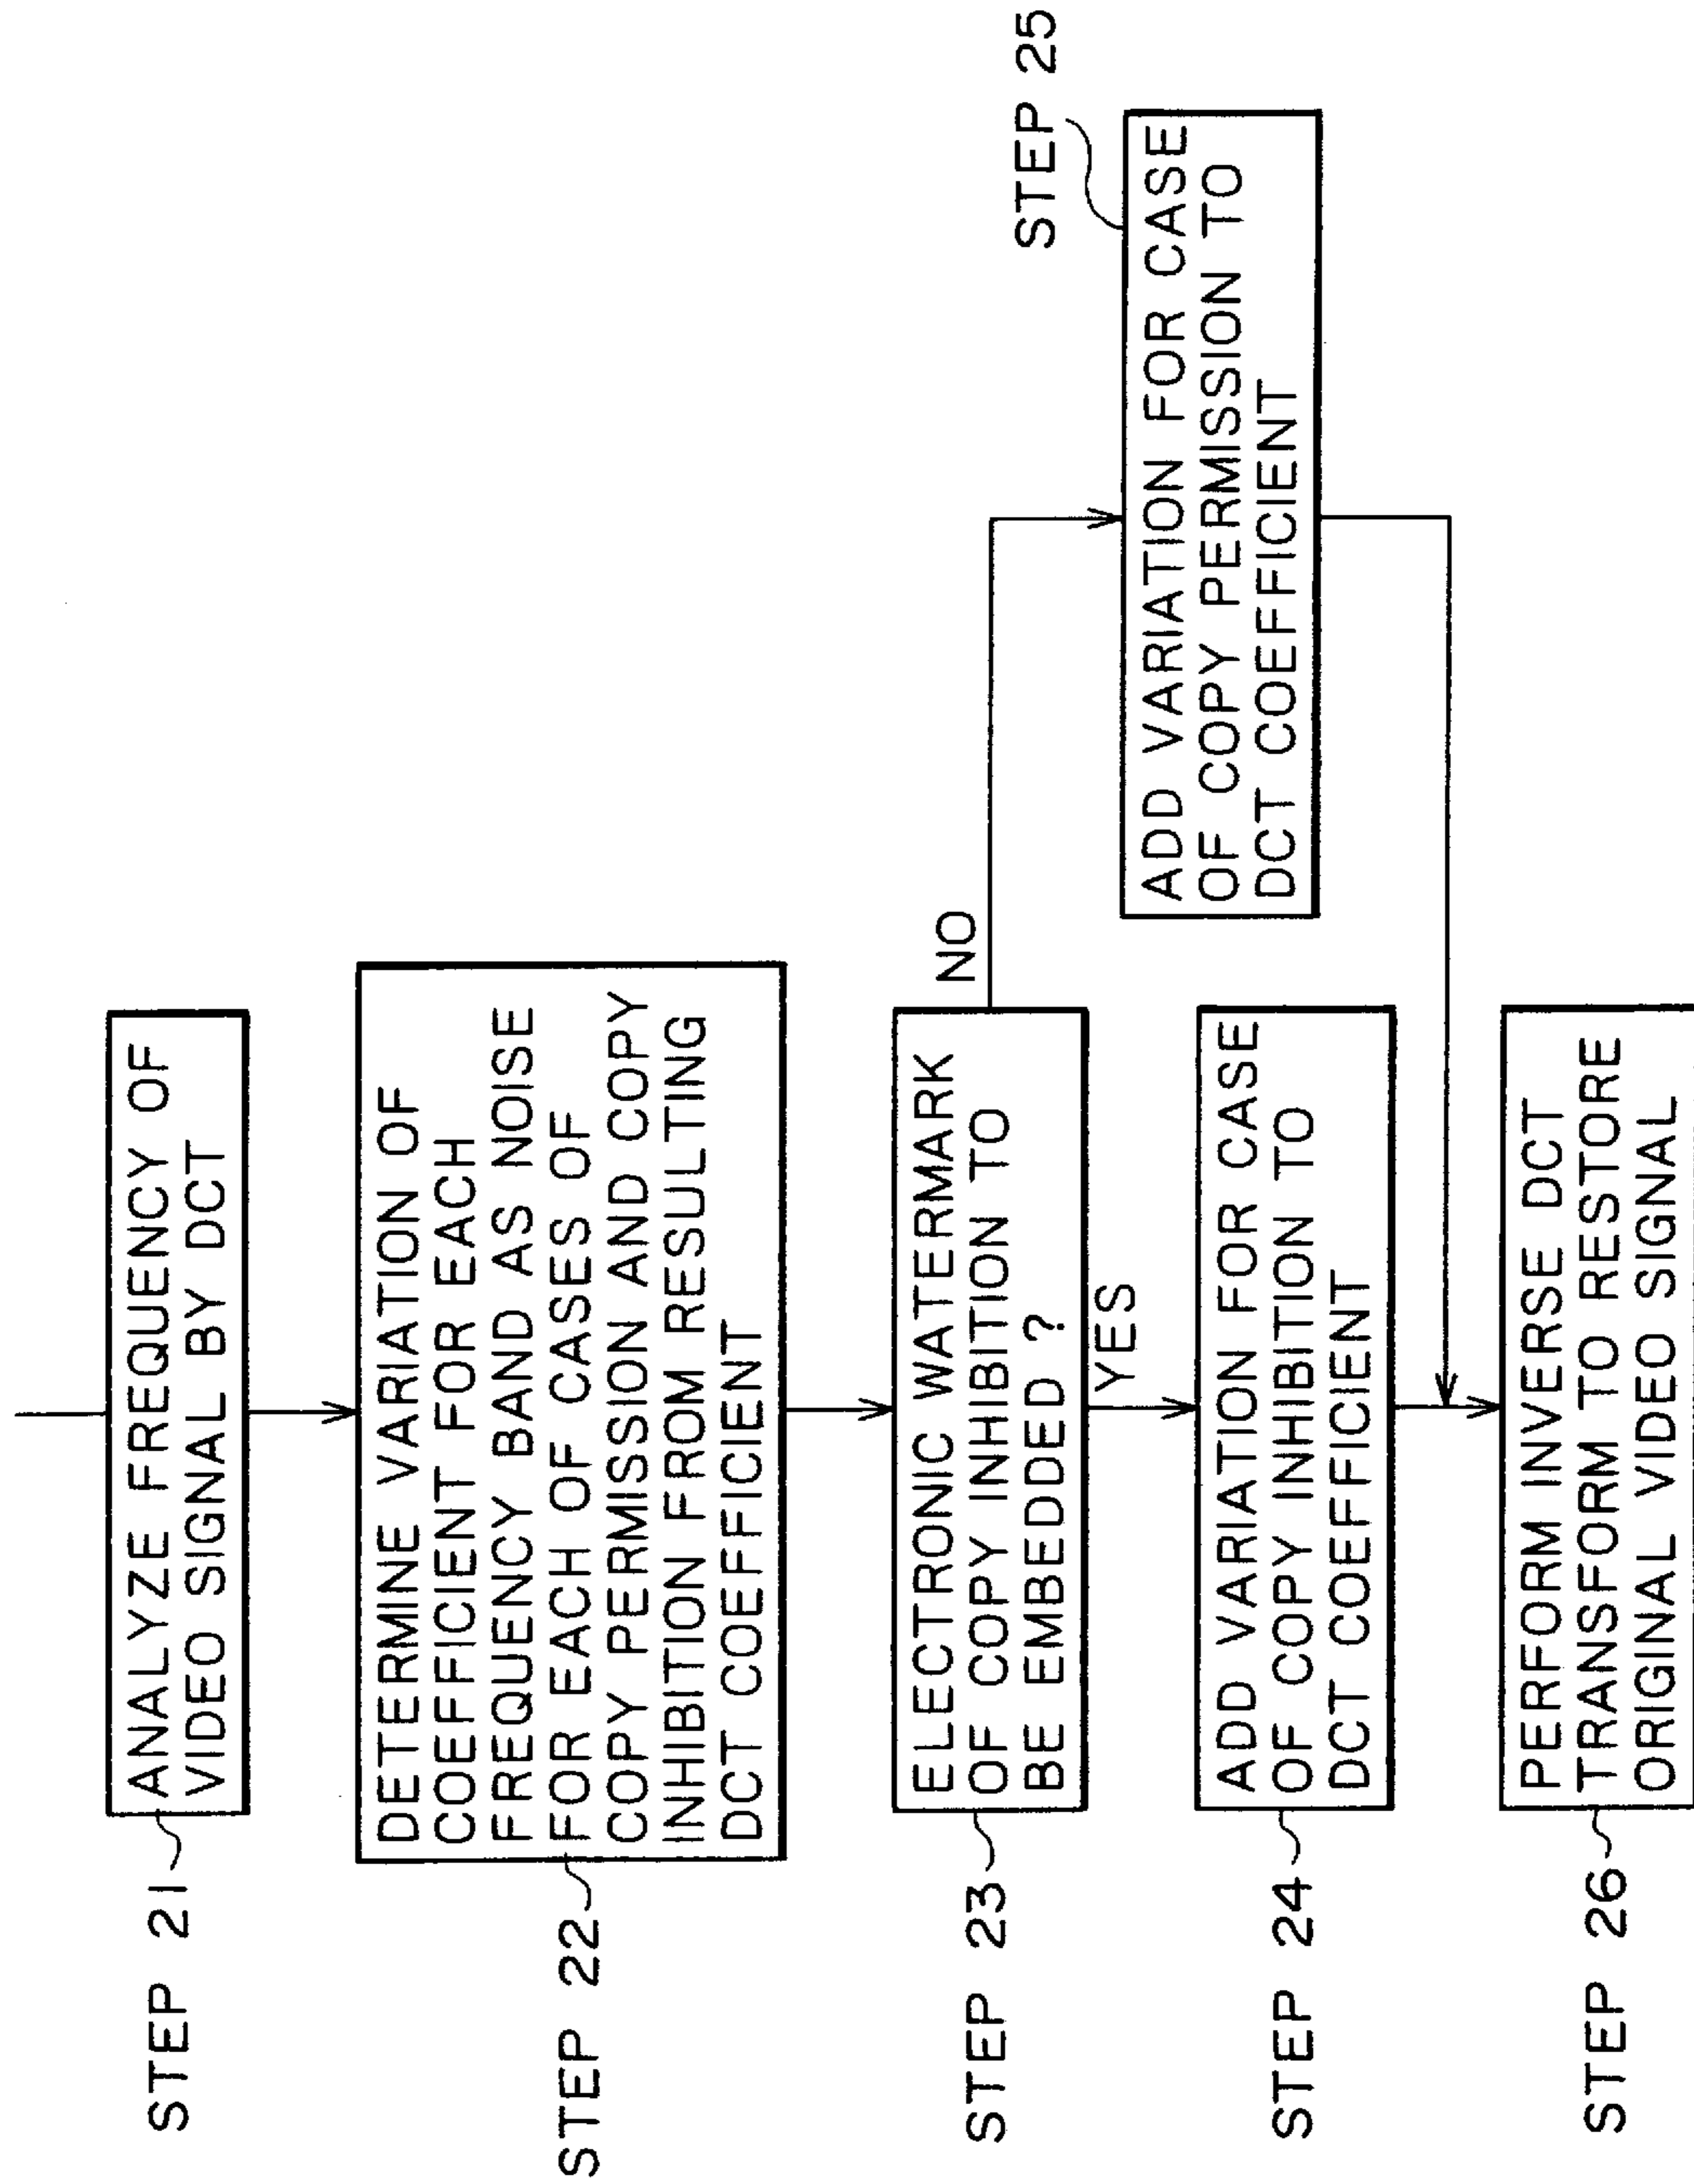 STEP 21
ANALYZE FREQUENCY OF
VIDEO SIGNAL BY DCT
STEP 22
DETERMINE VARIATION OF
COEFFICIENT FOR EACH
FREQUENCY BAND AS NOISE
FOR EACH OF CASES OF
COPY PERMISSION AND COPY
INHIBITION FROM RESULTING
DCT COEFFICIENT
STEP 23
ELECTRONIC WATERMARK
OF COPY INHIBITION TO
BE EMBEDDED ?
NO
YES
STEP 25
ADD VARIATION FOR CASE
OF COPY PERMISSION TO
DCT COEFFICIENT
STEP 24
ADD VARIATION FOR CASE
OF COPY INHIBITION TO
DCT COEFFICIENT
STEP 26
PERFORM INVERSE DCT
TRANSFORM TO RESTORE
ORIGINAL VIDEO SIGNAL